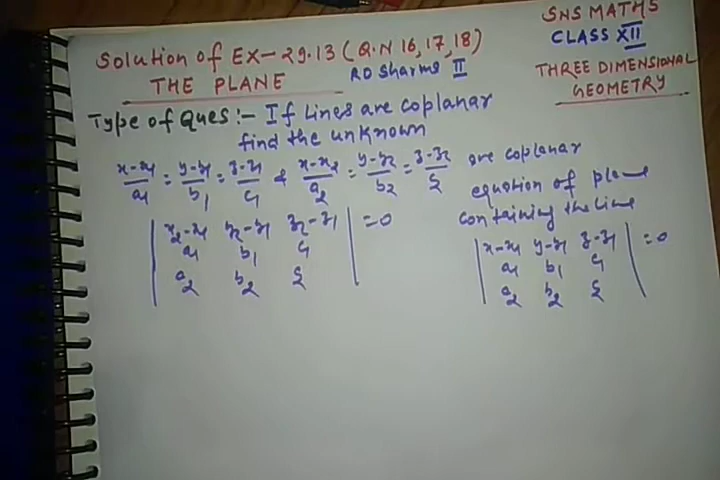 Solution of EX-29.13 (Q.N 16,17,18)
THE PLANE
RD Sharma II
SNS MATHS
CLASS XII
THREE DIMENSIONAL
GEOMETRY
Type of Ques:- If Lines are coplanar
find the unknown
x-x₁/a₁ = y-y₁/b₁ = z-z₁/c₁ & x-x₂/a₂ = y-y₂/b₂ = z-z₂/c₂ are coplanar
| x₂-x₁ y₂-y₁ z₂-z₁ | =0
a₁ b₁ c₁
a₂ b₂ c₂
equation of plane
containing the line
| x-x₁ y-y₁ z-z₁ | =0
a₁ b₁ c₁
a₂ b₂ c₂